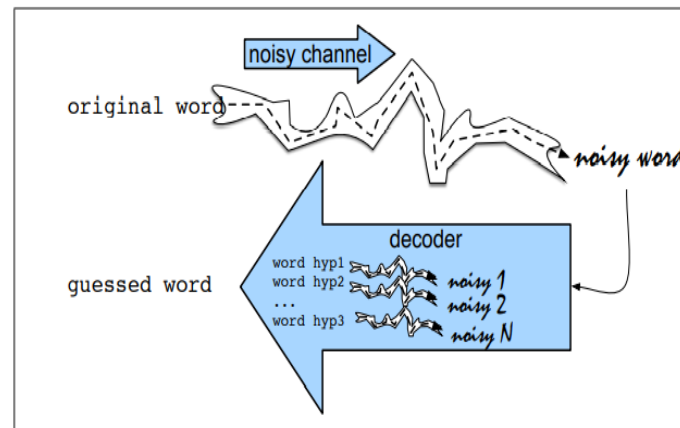 noisy channel
original word
noisy word
decoder
word hyp1
noisy 1
word hyp2
noisy 2
...
word hyp3
noisy N
guessed word